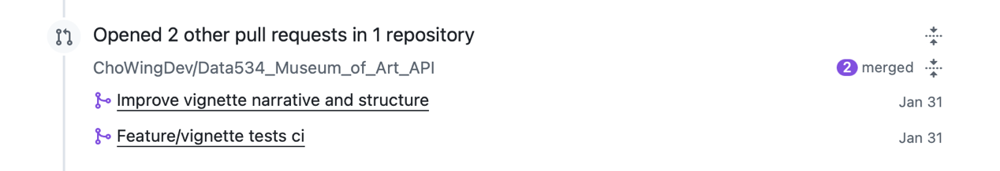 Opened 2 other pull requests in 1 repository
ChoWingDev/Data534_Museum_of_Art_API 2 merged
Improve vignette narrative and structure Jan 31
Feature/vignette tests ci Jan 31